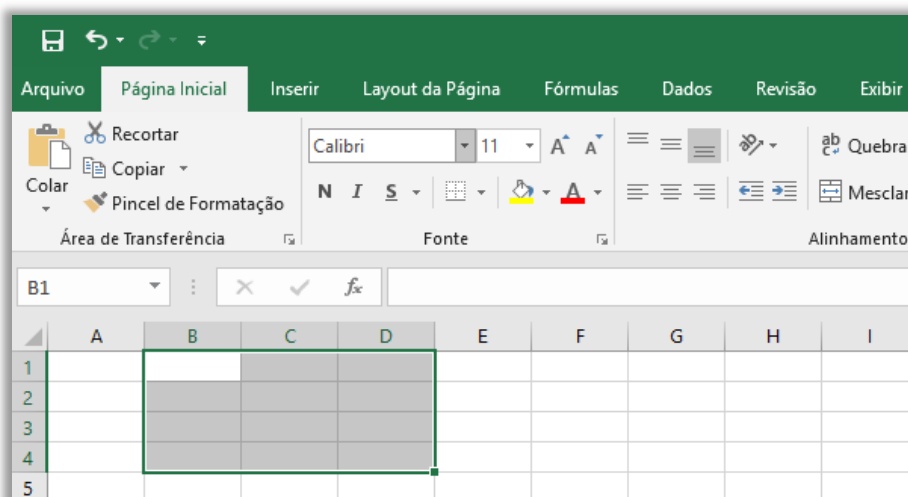 Arquivo Página Inicial Inserir Layout da Página Fórmulas Dados Revisão Exibir
Recortar
Copiar
Pincel de Formatação
Colar
Área de Transferência
Calibri 11 A A
N I S A
Fonte
ab Quebra
Mesclar
Alinhamento
B1 fx
A B C D E F G H I
1
2
3
4
5